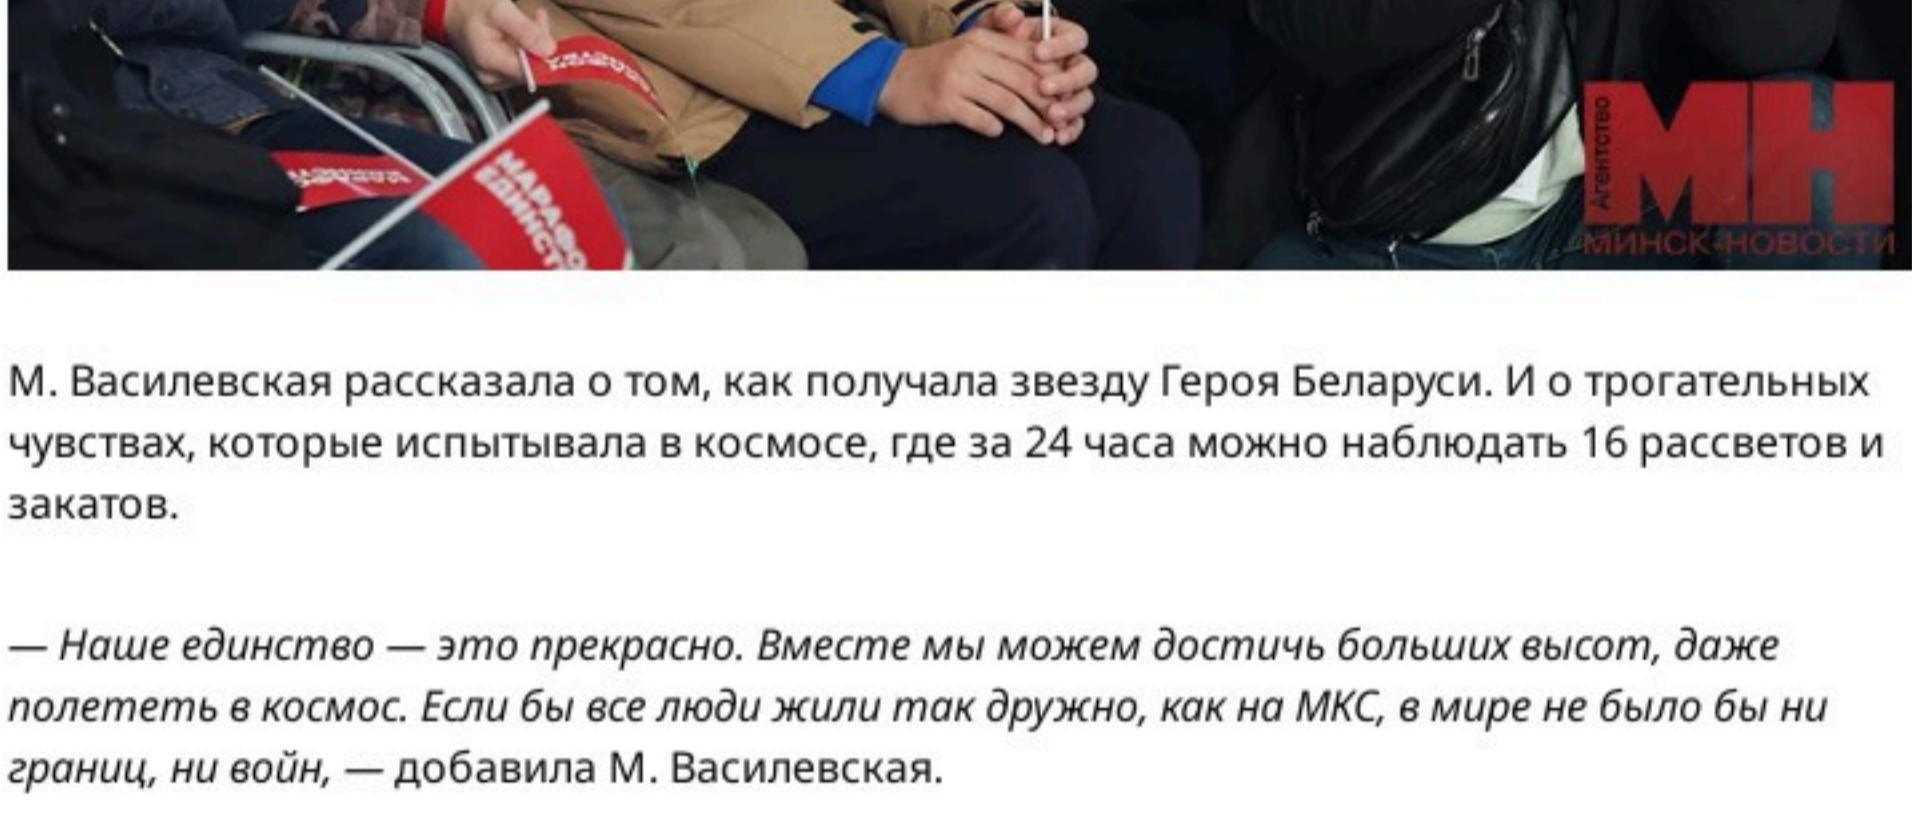 МАРАФО
ЕДИНСТ
Агентство
МН
МИНСК-НОВОСТИ
М. Василевская рассказала о том, как получала звезду Героя Беларуси. И о трогательных
чувствах, которые испытывала в космосе, где за 24 часа можно наблюдать 16 рассветов и
закатов.
— Наше единство — это прекрасно. Вместе мы можем достичь больших высот, даже
полететь в космос. Если бы все люди жили так дружно, как на МКС, в мире не было бы ни
границ, ни войн, — добавила М. Василевская.